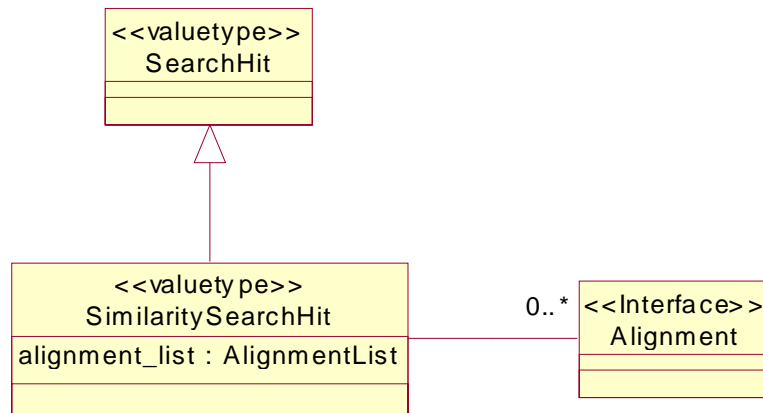 <<valuetype>>
SearchHit
<<valuetype>>
SimilaritySearchHit
alignment_list : AlignmentList
0..*
<<Interface>>
Alignment